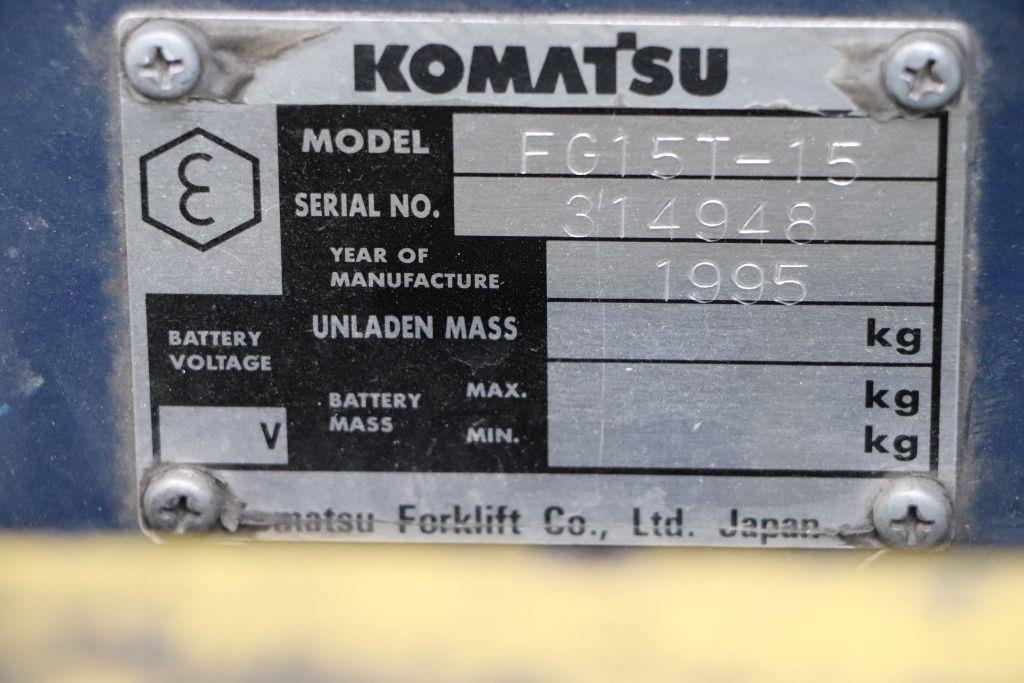 KOMATSU
ε
MODEL FG15T-15
SERIAL NO. 314948
YEAR OF
MANUFACTURE 1995
UNLADEN MASS kg
BATTERY
VOLTAGE
V
BATTERY
MASS
MAX. kg
MIN. kg
matsu Forklift Co., Ltd. Japan